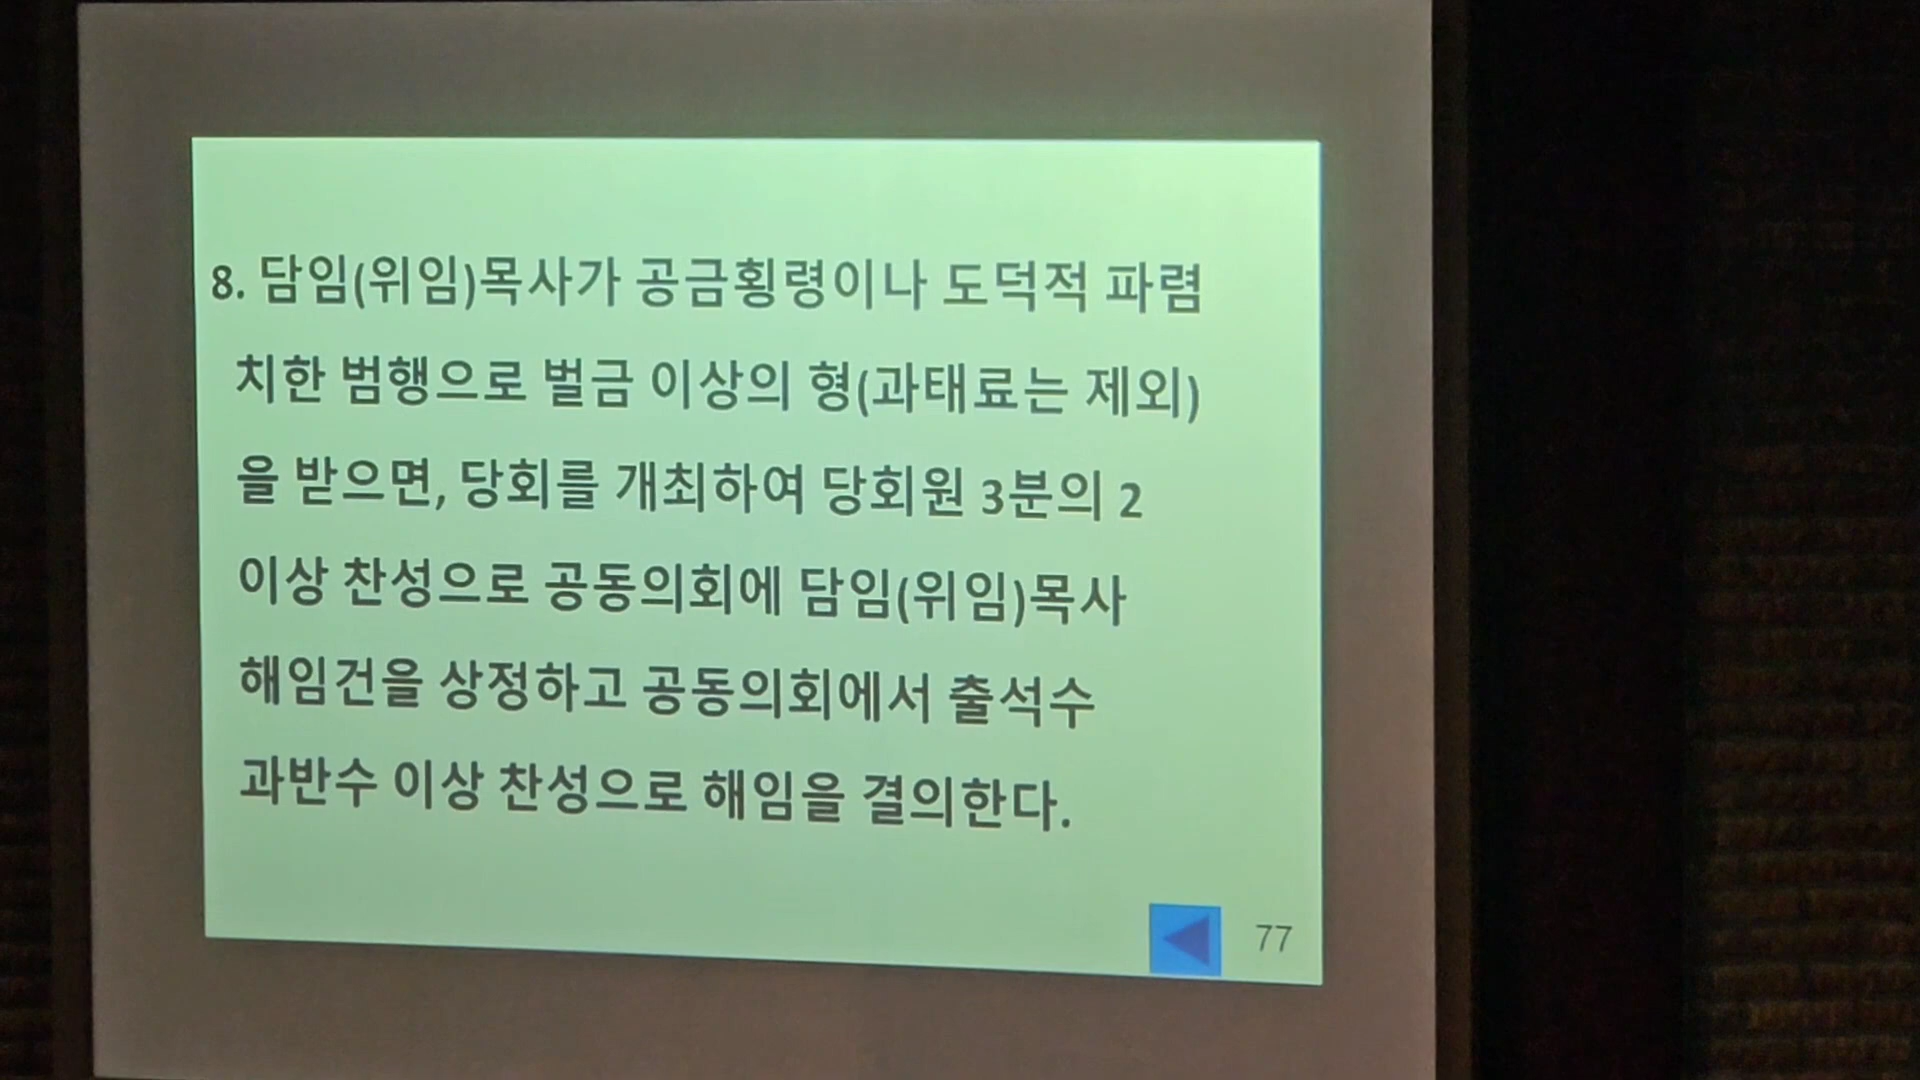 8. 담임(위임)목사가 공금횡령이나 도덕적 파렴
치한 범행으로 벌금 이상의 형(과태료는 제외)
을 받으면, 당회를 개최하여 당회원 3분의 2
이상 찬성으로 공동의회에 담임(위임)목사
해임건을 상정하고 공동의회에서 출석수
과반수 이상 찬성으로 해임을 결의한다.
77